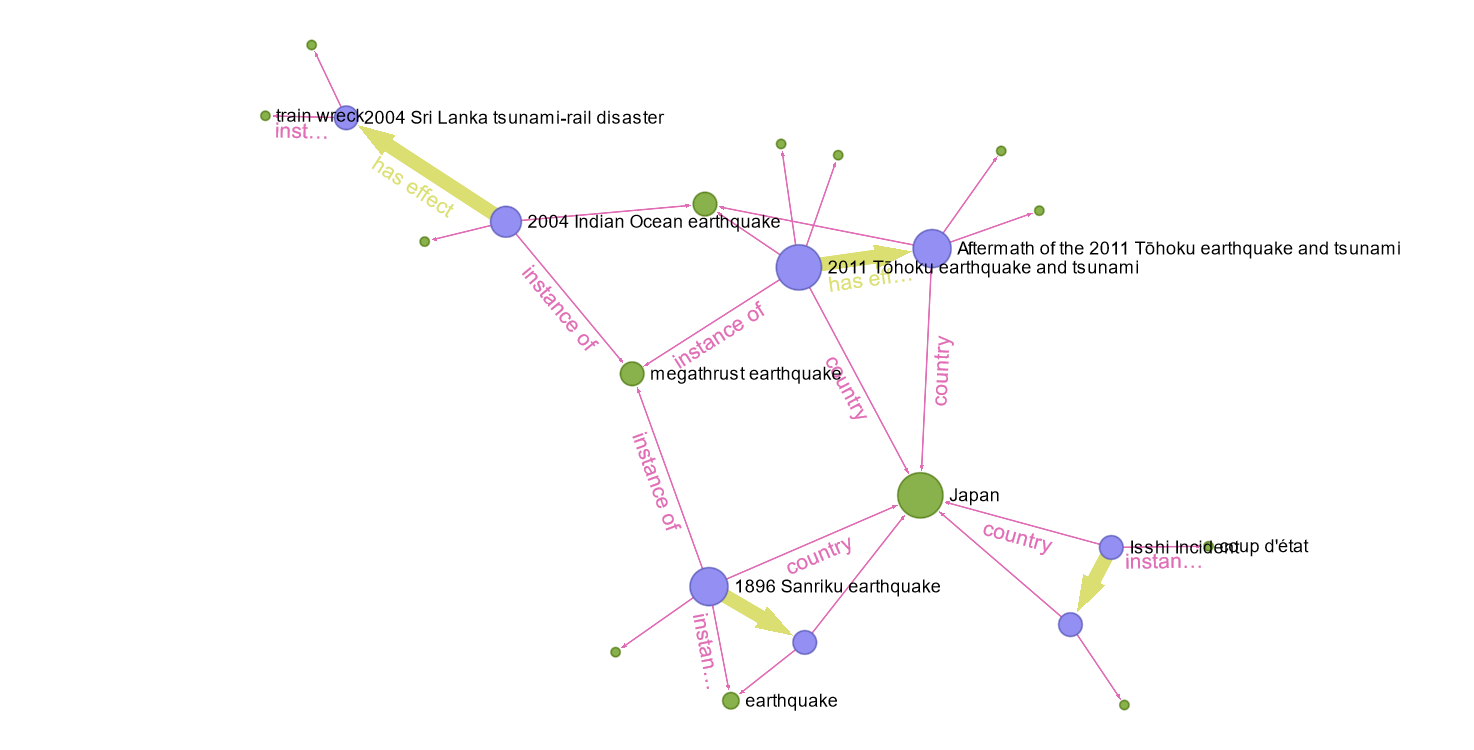 train wreck
2004 Sri Lanka tsunami-rail disaster
inst…
has effect
2004 Indian Ocean earthquake
Aftermath of the 2011 Tōhoku earthquake and tsunami
2011 Tōhoku earthquake and tsunami
has eff…
instance of
instance of
megathrust earthquake
country
country
instance of
Japan
country
country
Isshi Incident
coup d'état
instan…
1896 Sanriku earthquake
instan…
earthquake